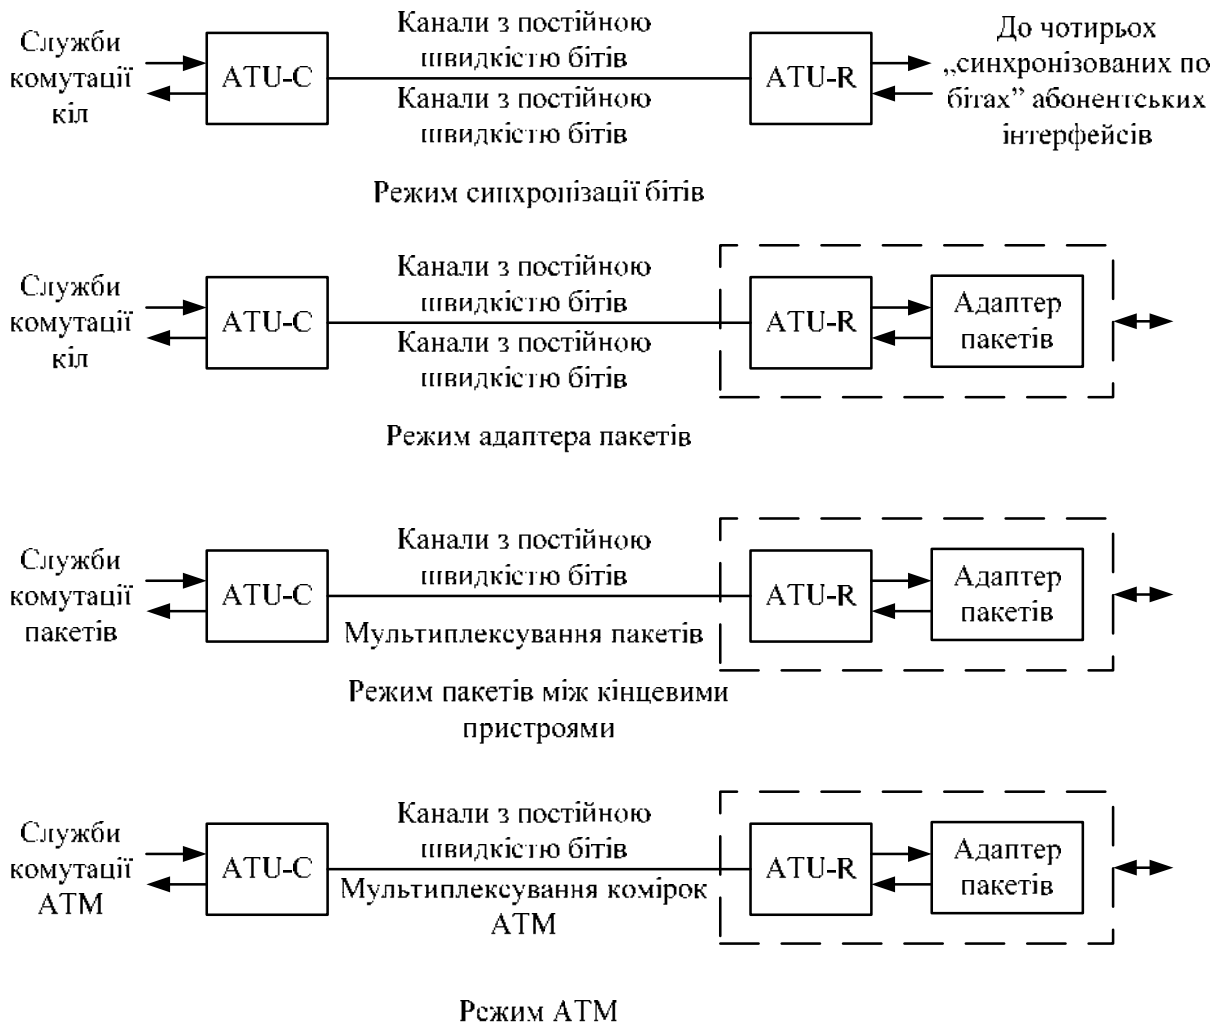 Служби
комутації
кіл
ATU-C
Канали з постійною
швидкістю бітів
Канали з постійною
швидкістю бітів
ATU-R
До чотирьох
„синхронізованих по
бітах” абонентських
інтерфейсів
Режим синхронізації бітів
Служби
комутації
кіл
ATU-C
Канали з постійною
швидкістю бітів
Канали з постійною
швидкістю бітів
ATU-R
Адаптер
пакетів
Режим адаптера пакетів
Служби
комутації
пакетів
ATU-C
Канали з постійною
швидкістю бітів
Мультиплексування пакетів
ATU-R
Адаптер
пакетів
Режим пакетів між кінцевими
пристроями
Служби
комутації
АТМ
ATU-C
Канали з постійною
швидкістю бітів
Мультиплексування комірок
АТМ
ATU-R
Адаптер
пакетів
Режим АТМ